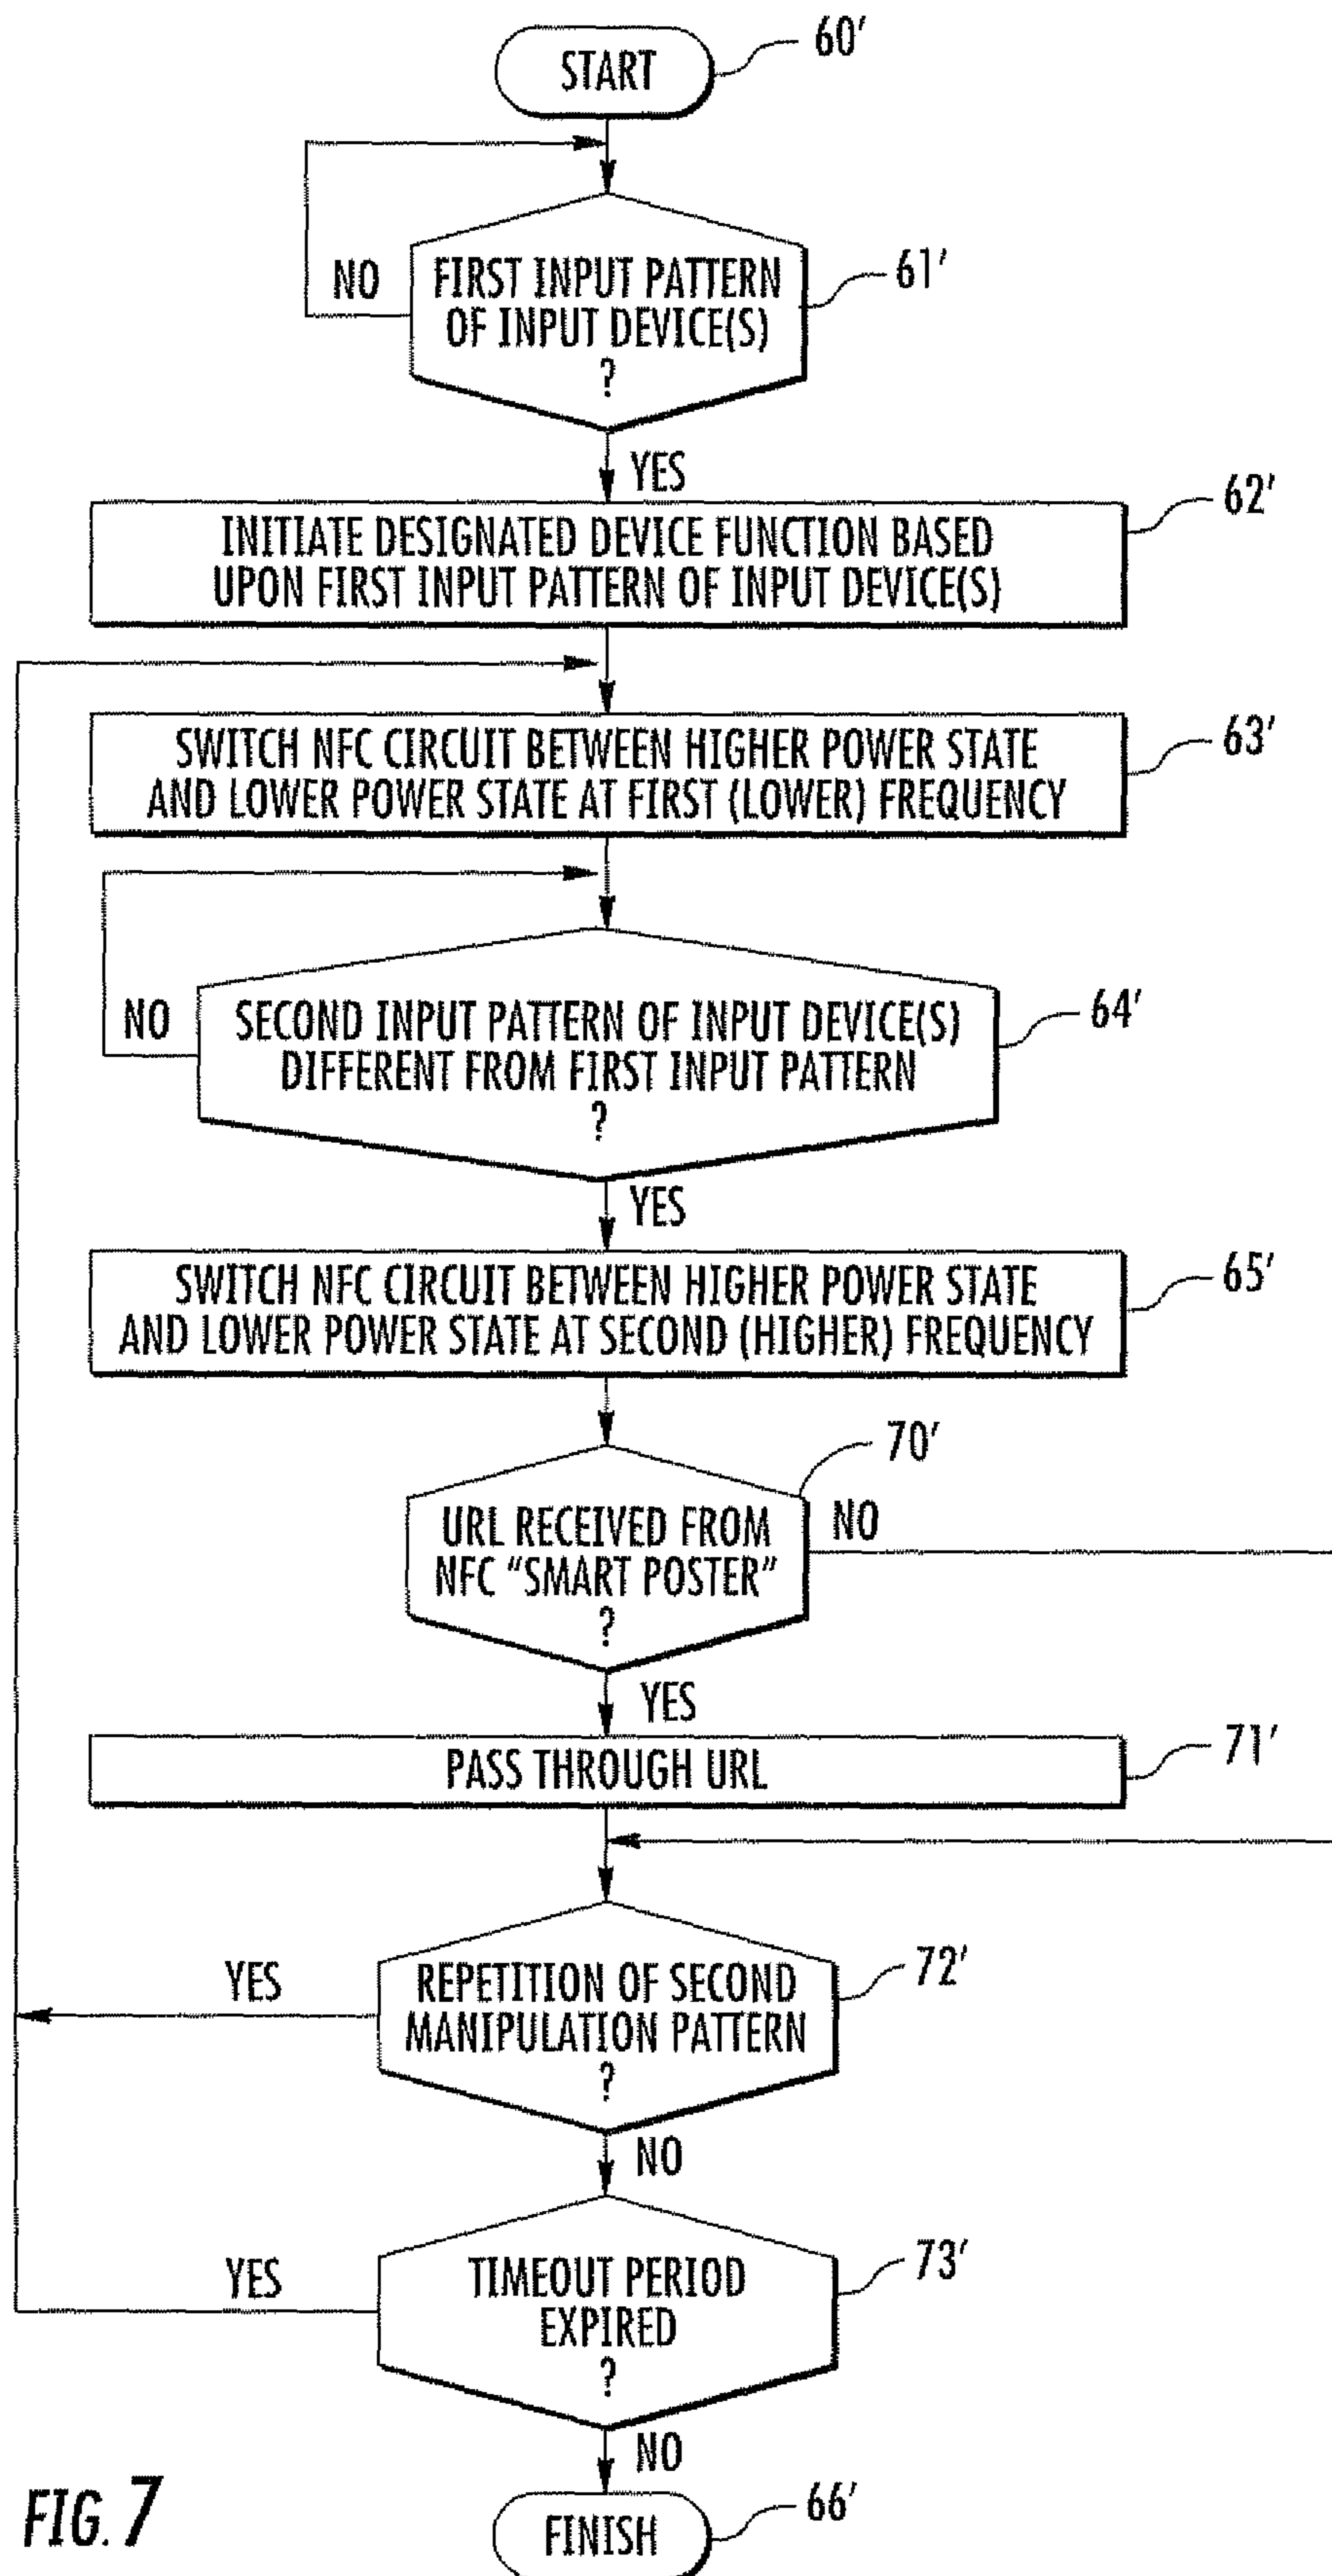 START
60'
NO
FIRST INPUT PATTERN
OF INPUT DEVICE(S)
?
61'
YES
62'
INITIATE DESIGNATED DEVICE FUNCTION BASED
UPON FIRST INPUT PATTERN OF INPUT DEVICE(S)
63'
SWITCH NFC CIRCUIT BETWEEN HIGHER POWER STATE
AND LOWER POWER STATE AT FIRST (LOWER) FREQUENCY
NO
SECOND INPUT PATTERN OF INPUT DEVICE(S)
DIFFERENT FROM FIRST INPUT PATTERN
?
64'
YES
65'
SWITCH NFC CIRCUIT BETWEEN HIGHER POWER STATE
AND LOWER POWER STATE AT SECOND (HIGHER) FREQUENCY
70'
URL RECEIVED FROM
NFC "SMART POSTER"
?
NO
YES
71'
PASS THROUGH URL
YES
REPETITION OF SECOND
MANIPULATION PATTERN
?
72'
NO
YES
TIMEOUT PERIOD
EXPIRED
?
73'
NO
FINISH
66'
FIG. 7